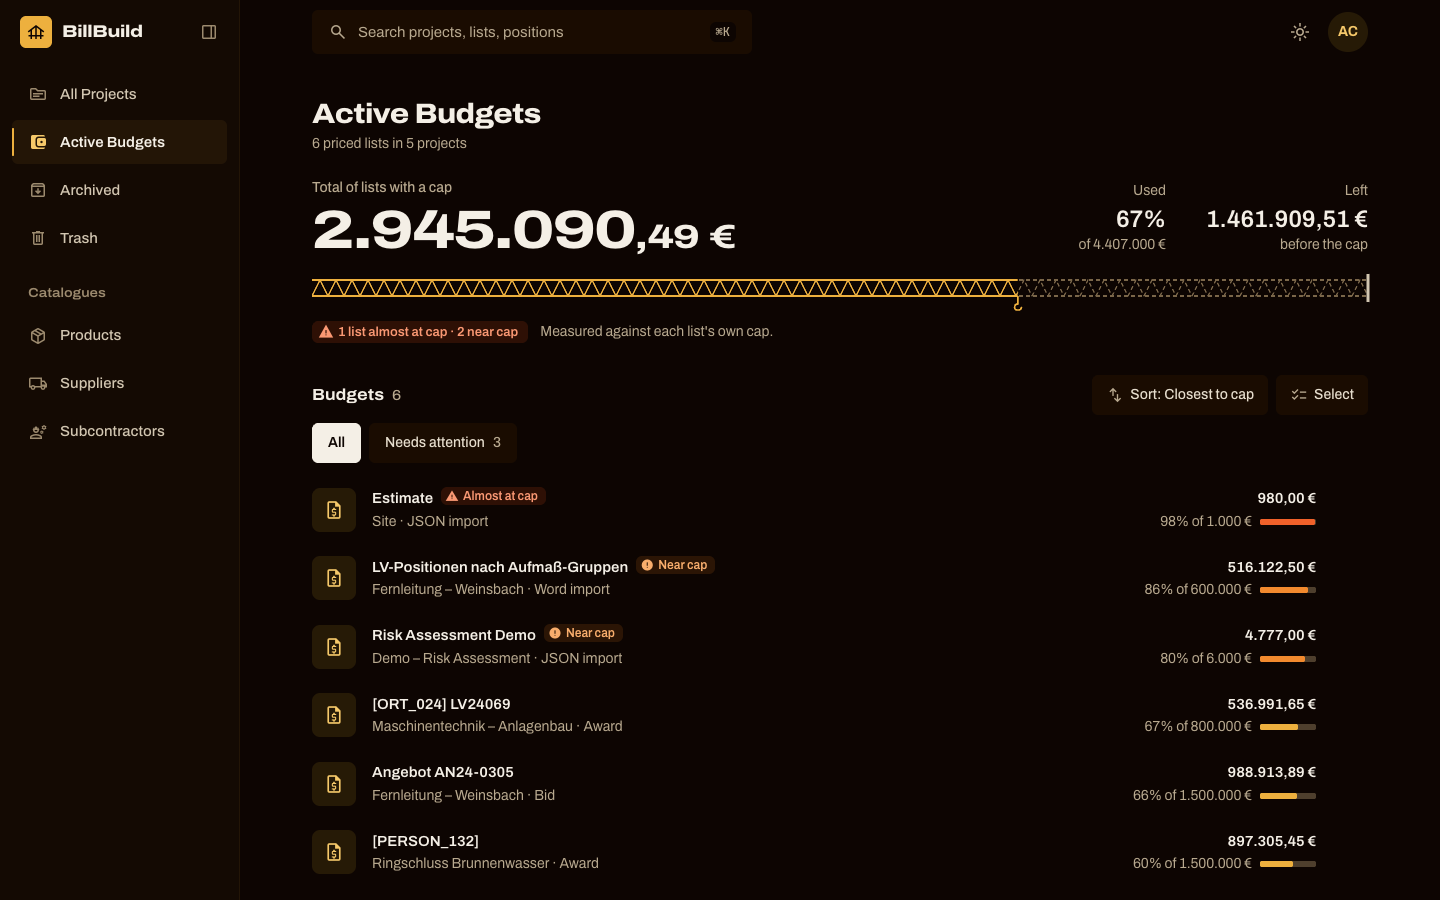 BillBuild
Search projects, lists, positions
⌘K
AC
All Projects
Active Budgets
Archived
Trash
Catalogues
Products
Suppliers
Subcontractors
Active Budgets
6 priced lists in 5 projects
Total of lists with a cap
2.945.090,49 €
Used
67%
of 4.407.000 €
Left
1.461.909,51 €
before the cap
1 list almost at cap · 2 near cap
Measured against each list's own cap.
Budgets 6
Sort: Closest to cap
Select
All
Needs attention 3
Estimate Almost at cap
980,00 €
Site · JSON import
98% of 1.000 €
LV-Positionen nach Aufmaß-Gruppen Near cap
516.122,50 €
Fernleitung – Weinsbach · Word import
86% of 600.000 €
Risk Assessment Demo Near cap
4.777,00 €
Demo – Risk Assessment · JSON import
80% of 6.000 €
[ORT_024] LV24069
536.991,65 €
Maschinentechnik – Anlagenbau · Award
67% of 800.000 €
Angebot AN24-0305
988.913,89 €
Fernleitung – Weinsbach · Bid
66% of 1.500.000 €
[PERSON_132]
897.305,45 €
Ringschluss Brunnenwasser · Award
60% of 1.500.000 €